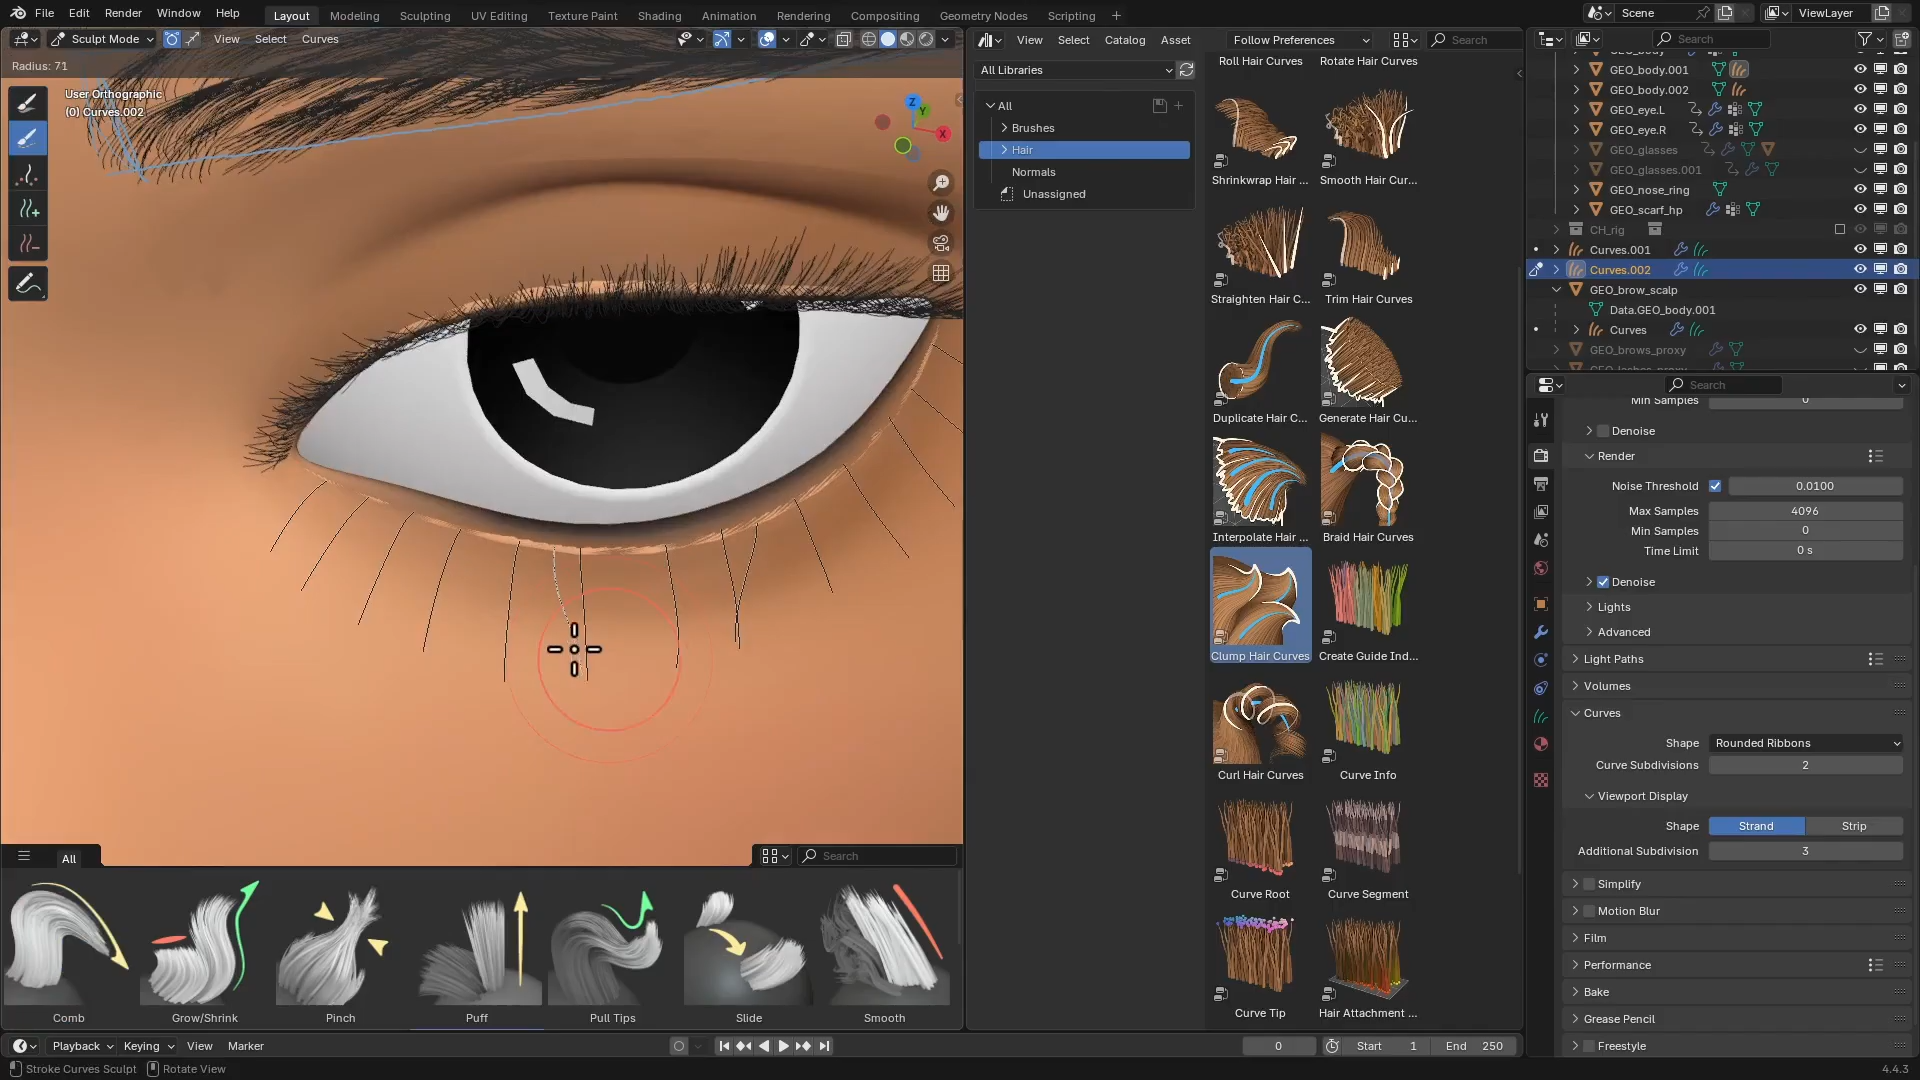 File Edit Render Window Help Layout Modeling Sculpting UV Editing Texture Paint Shading Animation Rendering Compositing Geometry Nodes Scripting + Scene ViewLayer
Sculpt Mode View Select Curves
View Select Catalog Asset Follow Preferences Search
Search
Radius: 71
User Orthographic
(0) Curves.002
Z
Y
X
All Libraries
All
Brushes
Hair
Normals
Unassigned
Roll Hair Curves Rotate Hair Curves
Shrinkwrap Hair ... Smooth Hair Cur...
Straighten Hair C... Trim Hair Curves
Duplicate Hair C... Generate Hair Cu...
Interpolate Hair ... Braid Hair Curves
Clump Hair Curves Create Guide Ind...
Curl Hair Curves Curve Info
Curve Root Curve Segment
Curve Tip Hair Attachment ...
GEO_body.001
GEO_body.002
GEO_eye.L
GEO_eye.R
GEO_glasses
GEO_glasses.001
GEO_nose_ring
GEO_scarf_hp
CH_rig
Curves.001
Curves.002
GEO_brow_scalp
Data.GEO_body.001
Curves
GEO_brows_proxy
Search
Min Samples 0
Denoise
Render
Noise Threshold 0.0100
Max Samples 4096
Min Samples 0
Time Limit 0 s
Denoise
Lights
Advanced
Light Paths
Volumes
Curves
Shape Rounded Ribbons
Curve Subdivisions 2
Viewport Display
Shape Strand Strip
Additional Subdivision 3
Simplify
Motion Blur
Film
Performance
Bake
Grease Pencil
Freestyle
All Search
Comb Grow/Shrink Pinch Puff Pull Tips Slide Smooth
Playback Keying View Marker 0 Start 1 End 250
Stroke Curves Sculpt Rotate View 4.4.3